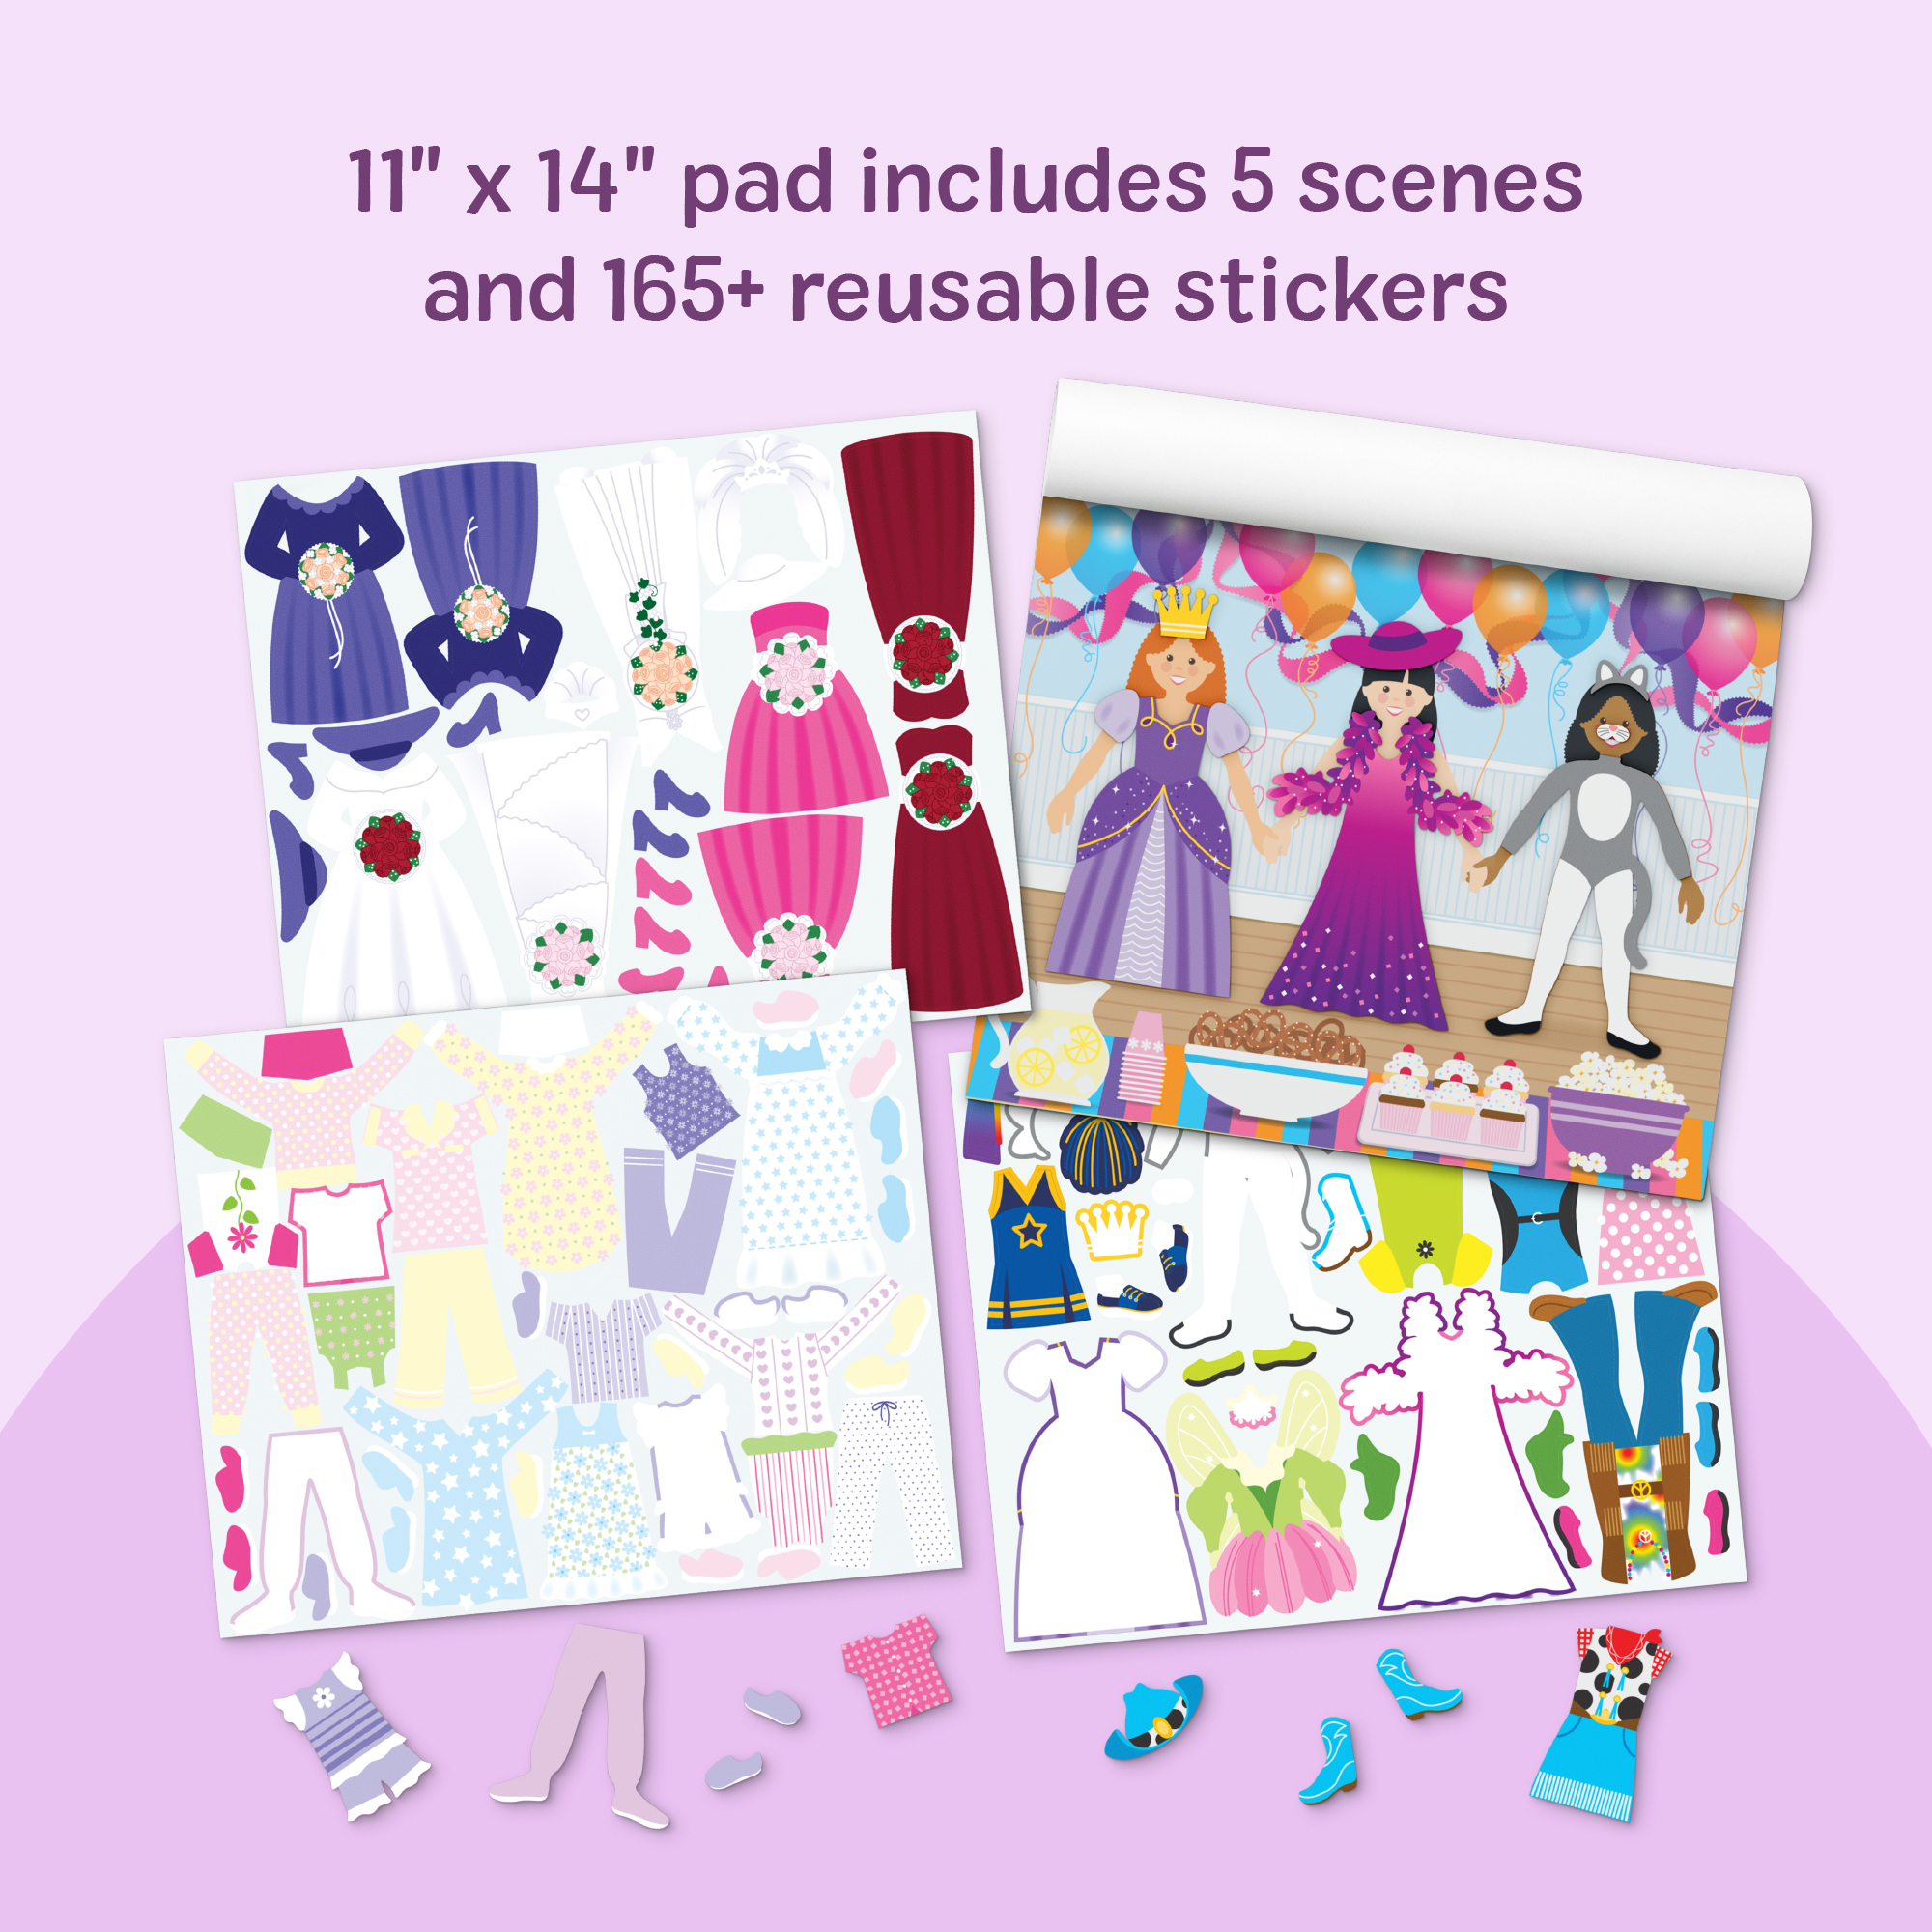 11" x 14" pad includes 5 scenes
and 165+ reusable stickers